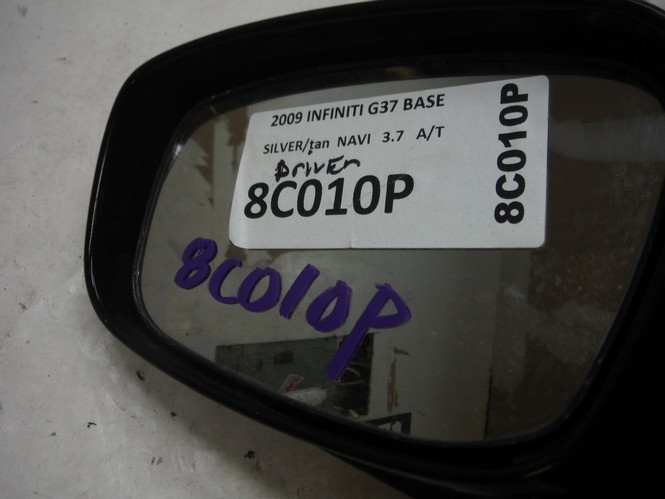 2009 INFINITI G37 BASE
SILVER/tan NAVI 3.7 A/T
DRIVEr
8C010P
8C010P
8C010P